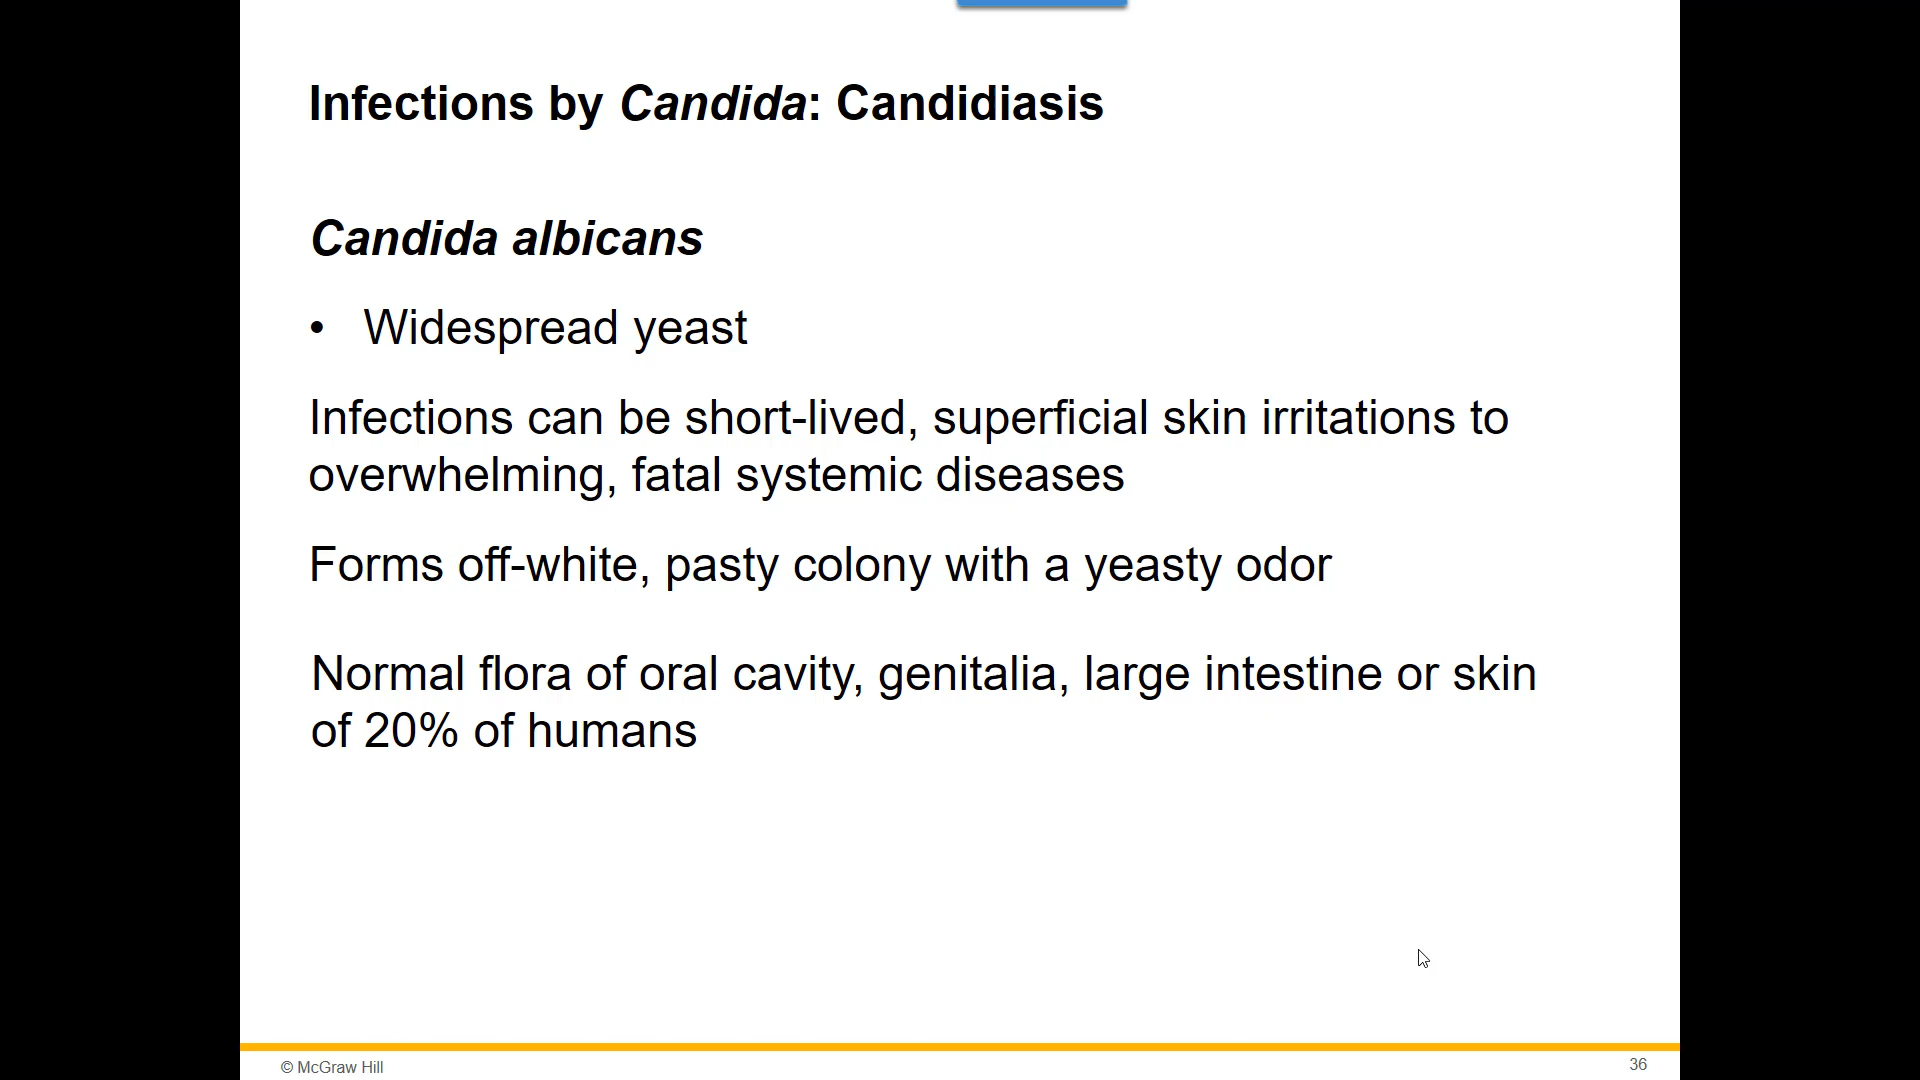 Infections by Candida: Candidiasis
Candida albicans
• Widespread yeast
Infections can be short-lived, superficial skin irritations to
overwhelming, fatal systemic diseases
Forms off-white, pasty colony with a yeasty odor
Normal flora of oral cavity, genitalia, large intestine or skin
of 20% of humans
© McGraw Hill
36